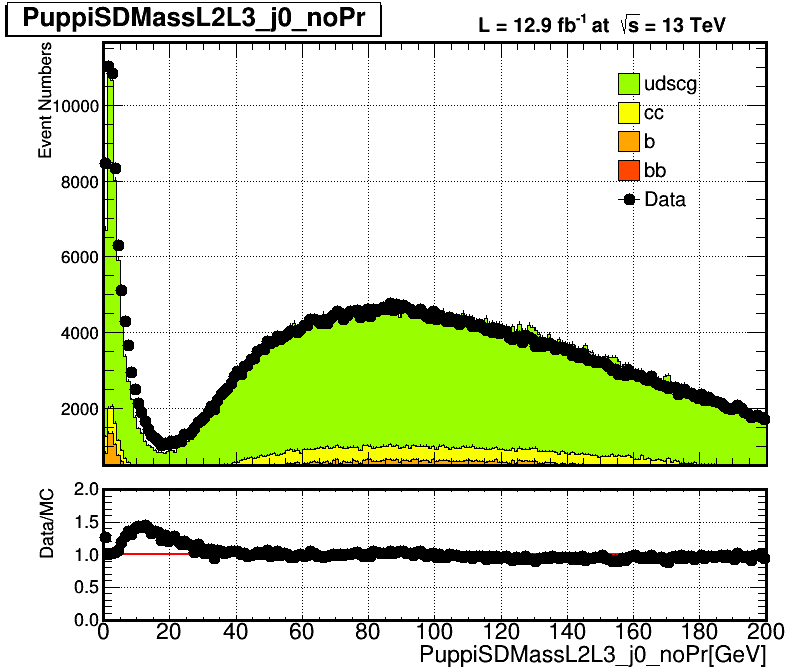 PuppiSDMassL2L3_j0_noPr
L = 12.9 fb-1 at √s = 13 TeV
Event Numbers
10000
8000
6000
4000
2000
udscg
cc
b
bb
Data
Data/MC
2.0
1.5
1.0
0.5
0.0
0 20 40 60 80 100 120 140 160 180 200
PuppiSDMassL2L3_j0_noPr[GeV]